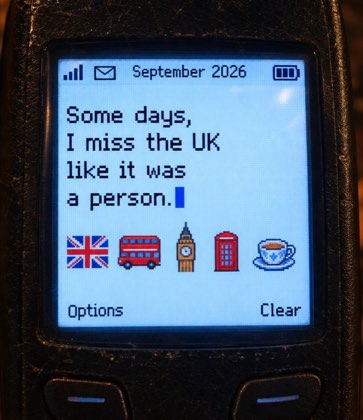 September 2026
Some days,
I miss the UK
like it was
a person.
Options
Clear